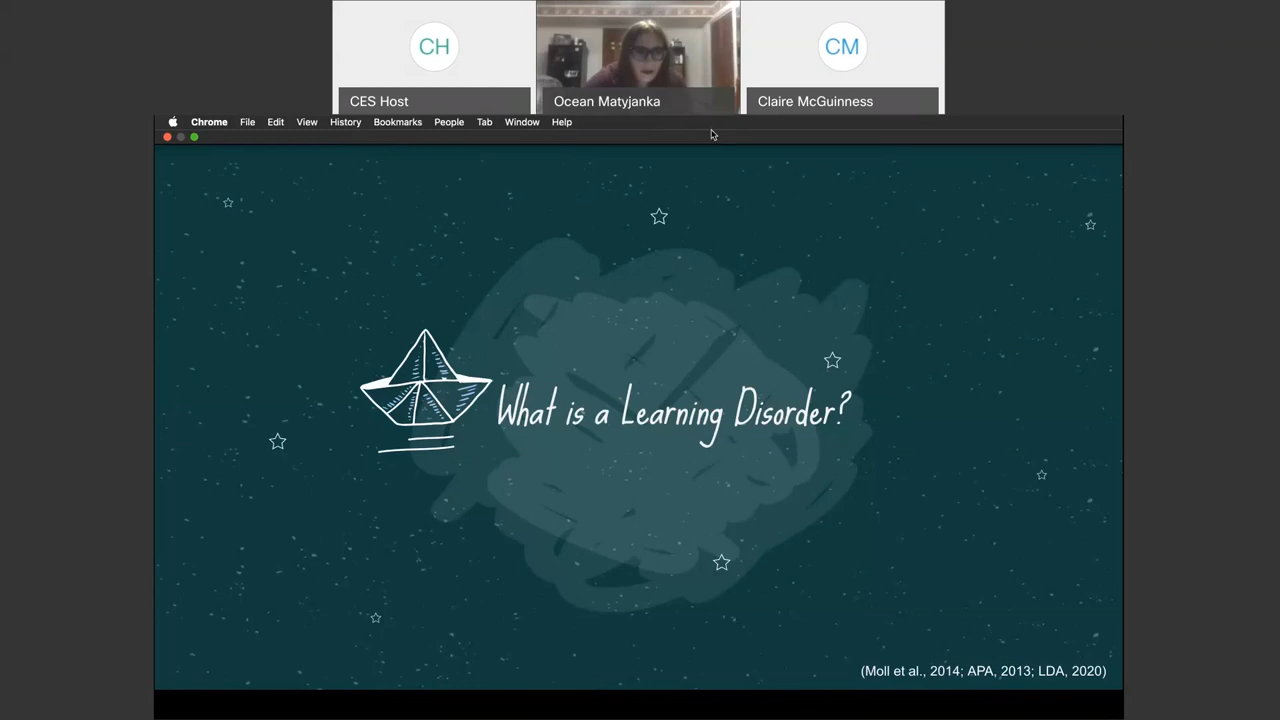 CH
CM
CES Host
Ocean Matyjanka
Claire McGuinness
Chrome File Edit View History Bookmarks People Tab Window Help
What is a Learning Disorder?
(Moll et al., 2014; APA, 2013; LDA, 2020)